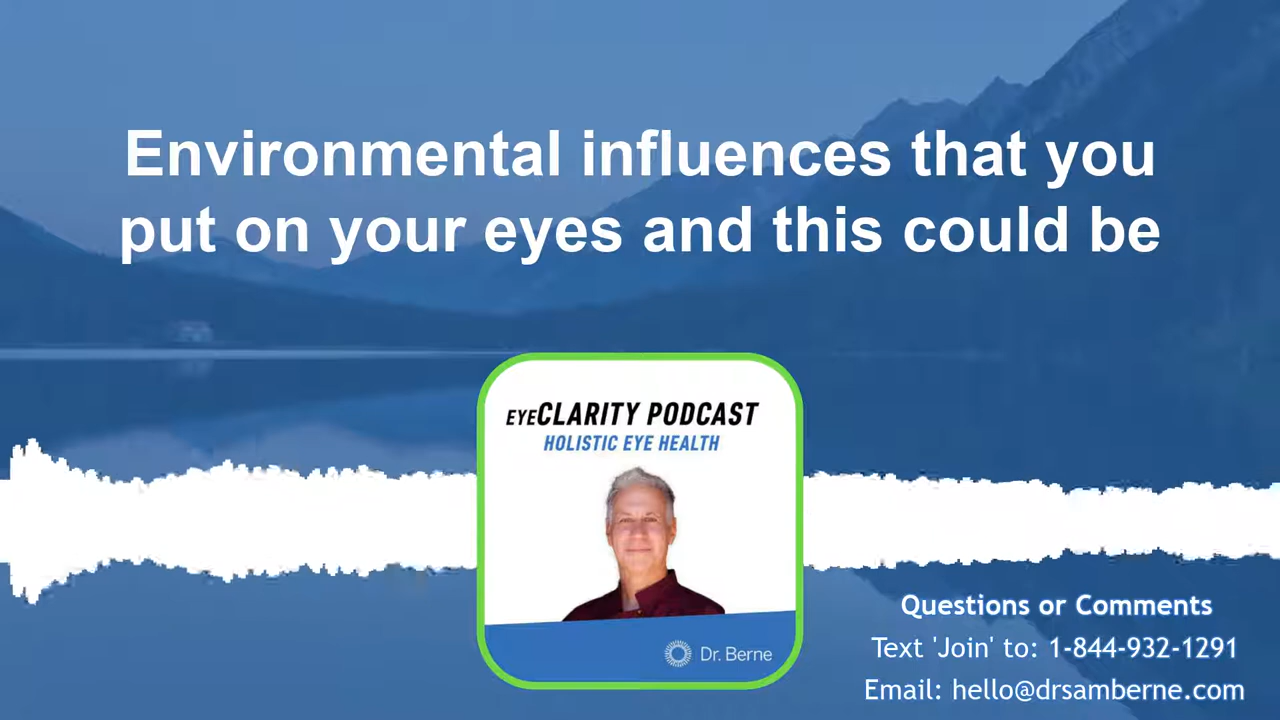 Environmental influences that you
put on your eyes and this could be
EYECLARITY PODCAST
HOLISTIC EYE HEALTH
Dr. Berne
Questions or Comments
Text 'Join' to: 1-844-932-1291
Email: hello@drsamberne.com